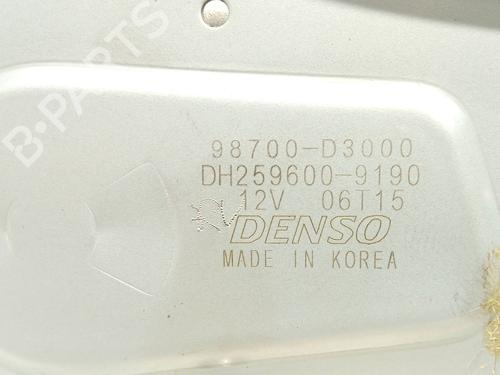 B-PARTS
98700-D3000
DH259600-9190
12V 06T15
DENSO
MADE IN KOREA